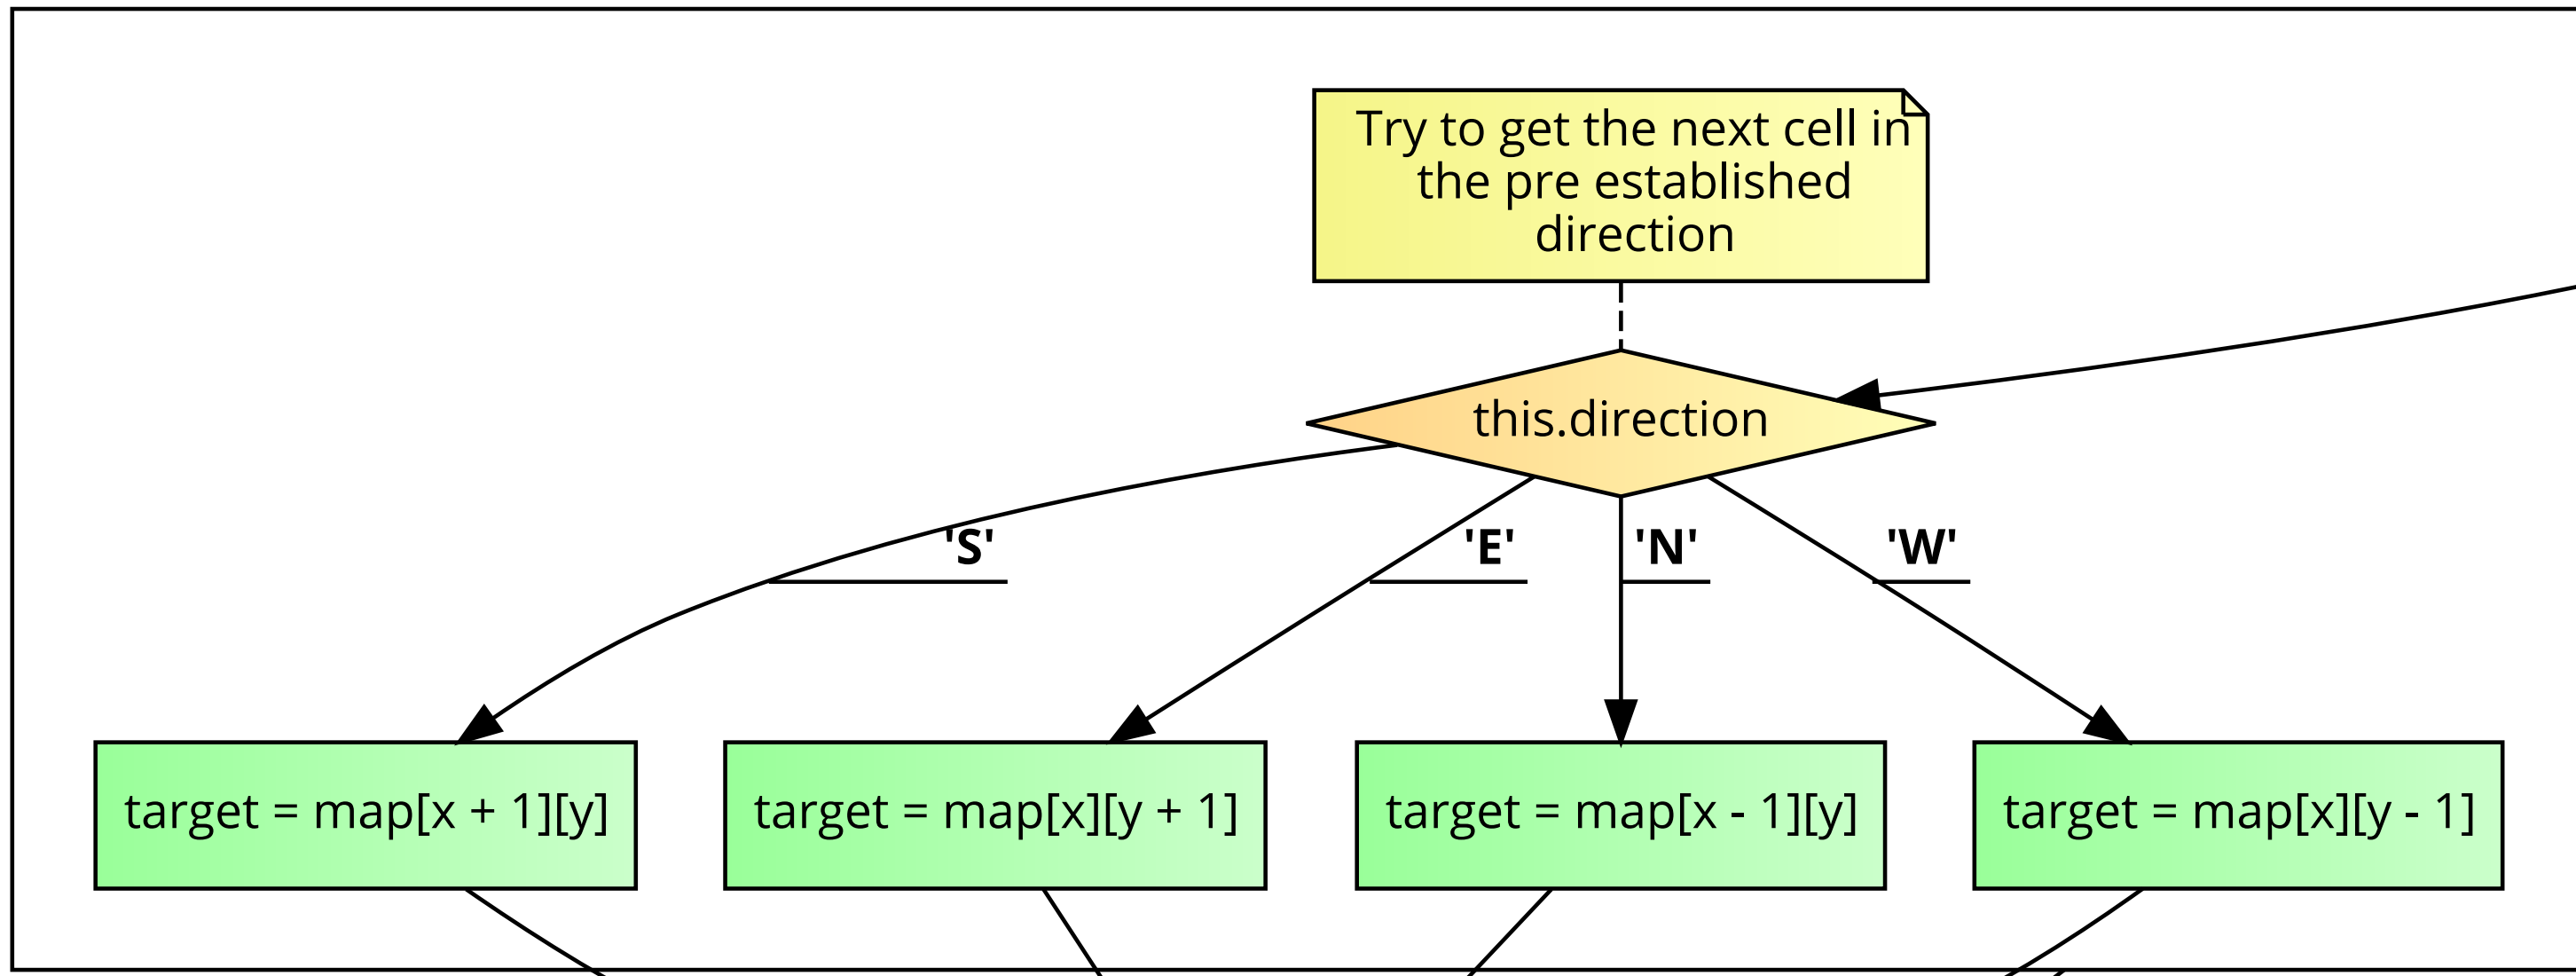 Try to get the next cell in
the pre established
direction
this.direction
'S'
'E'
'N'
'W'
target = map[x + 1][y]
target = map[x][y + 1]
target = map[x - 1][y]
target = map[x][y - 1]